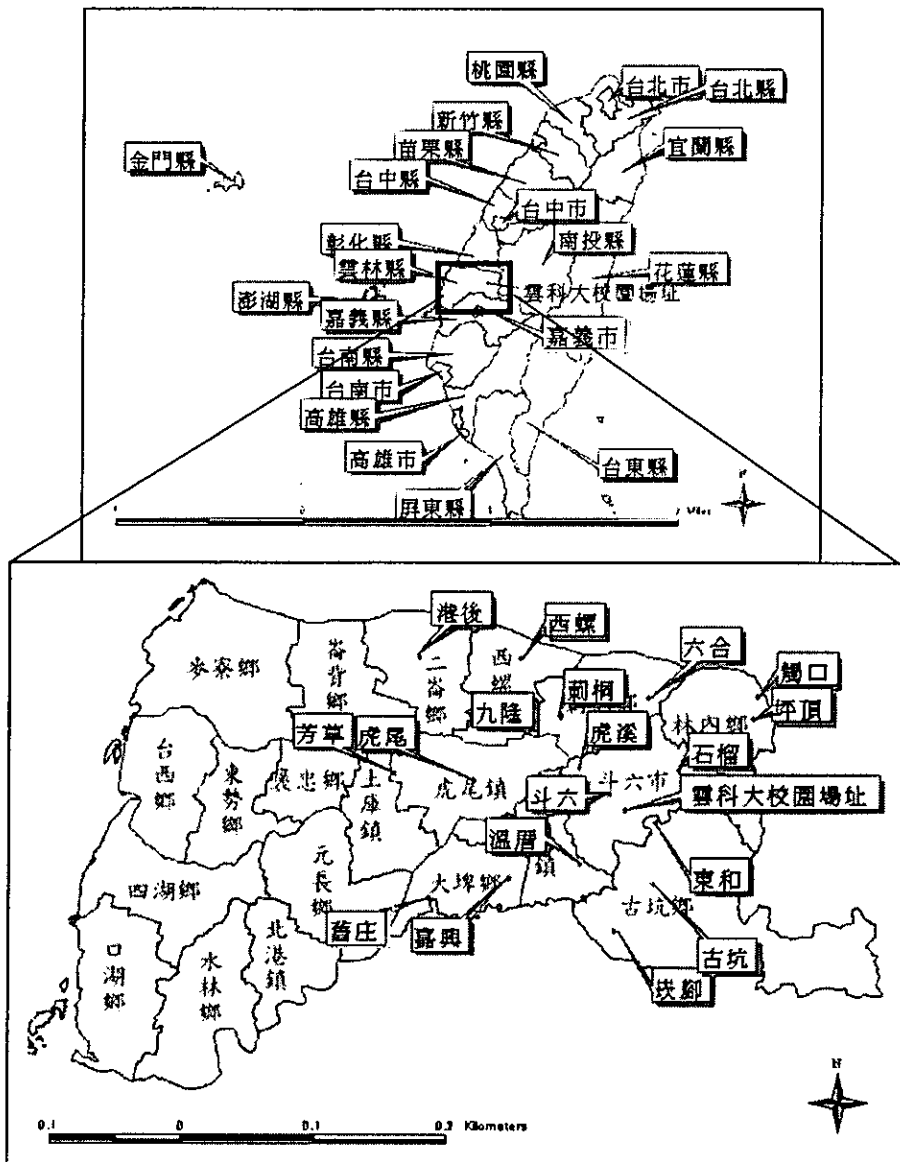 桃園縣
台北市
台北縣
新竹縣
苗栗縣
宜蘭縣
金門縣
台中縣
台中市
彰化縣
南投縣
雲林縣
花蓮縣
澎湖縣
雲科大校園場址
嘉義縣
嘉義市
台南縣
台南市
高雄縣
高雄市
台東縣
屏東縣
港後
西螺
六合
麥寮鄉
崙背鄉
二崙鄉
西螺
觸口
莿桐
九隆
林內鄉
坪頂
芳草
虎尾
虎溪
石榴
台西鄉
東勢鄉
褒忠鄉
土庫鎮
虎尾鎮
斗六
斗六市
雲科大校園場址
溫厝
元長鄉
大埤鄉
鎮
東和
四湖鄉
古坑鄉
舊庄
嘉興
古坑
口湖鄉
水林鄉
北港鎮
崁腳
N
0.1 0 0.1 0.2 Kilometers